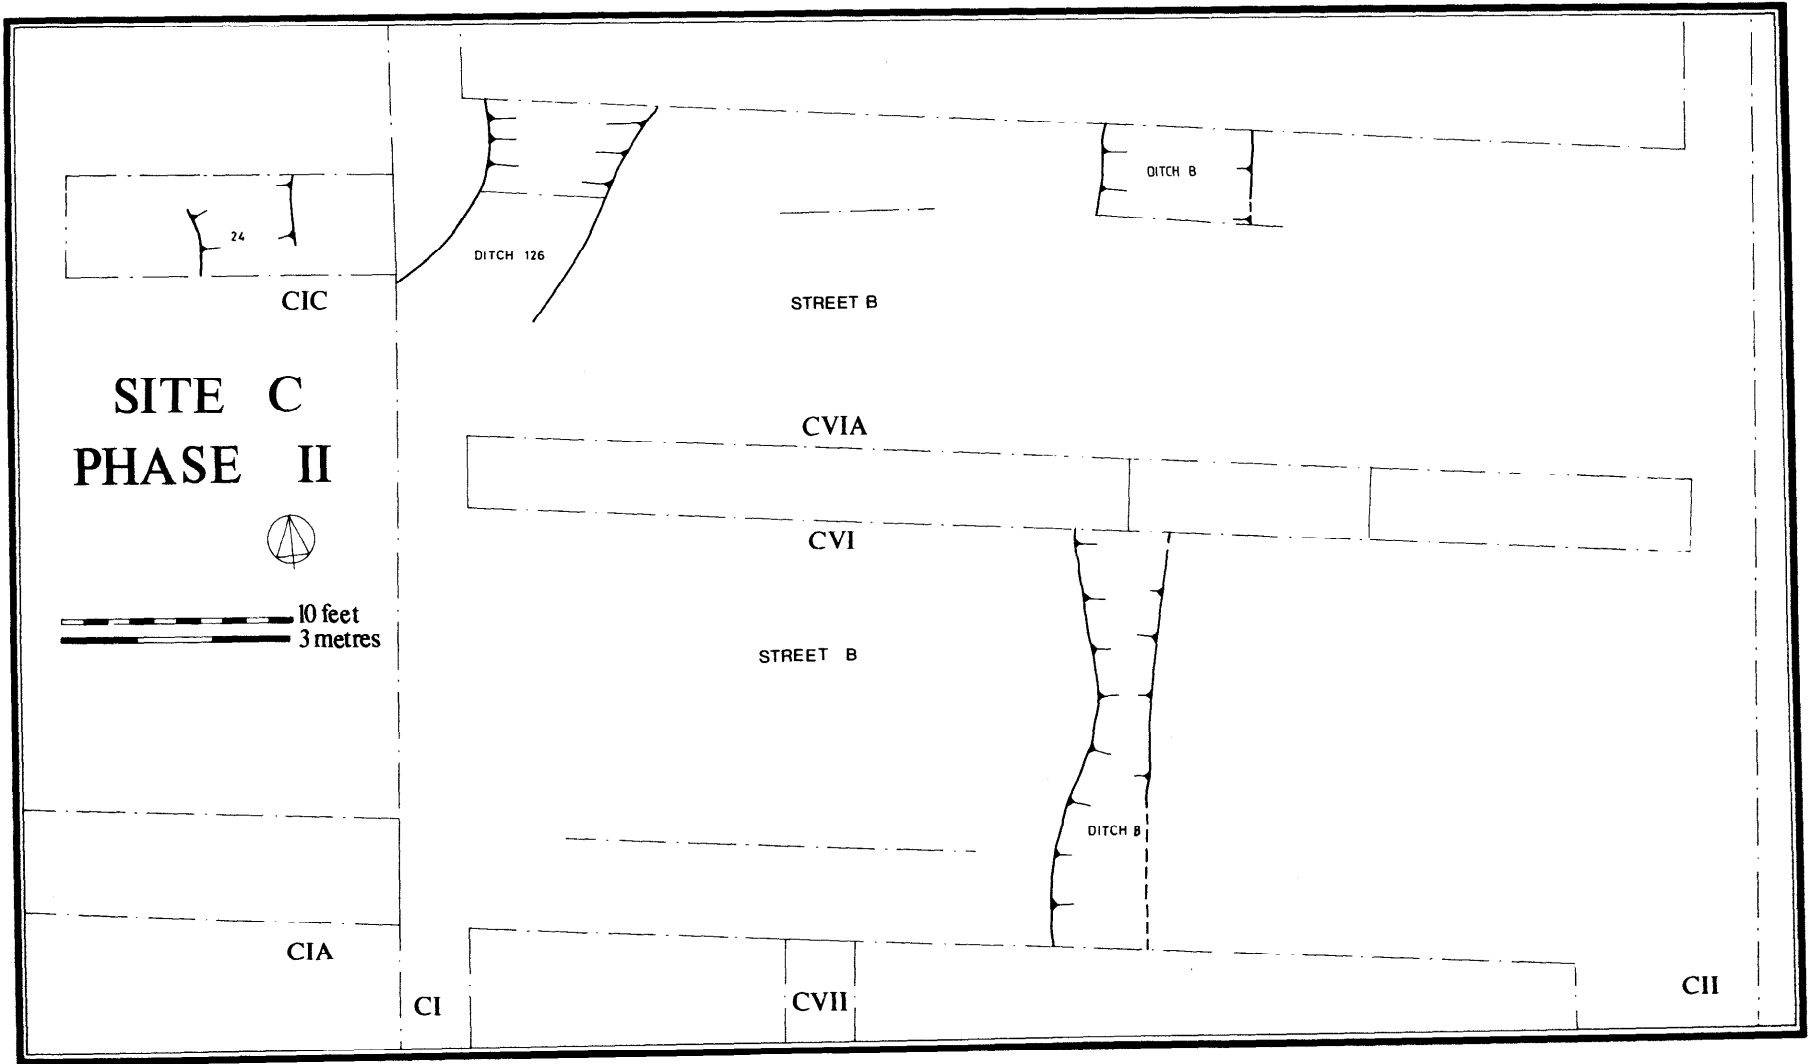 DITCH B
24
DITCH 126
CIC
STREET B
SITE C
PHASE II
CVIA
CVI
10 feet
3 metres
STREET B
DITCH B
CIA
CI
CVII
CII